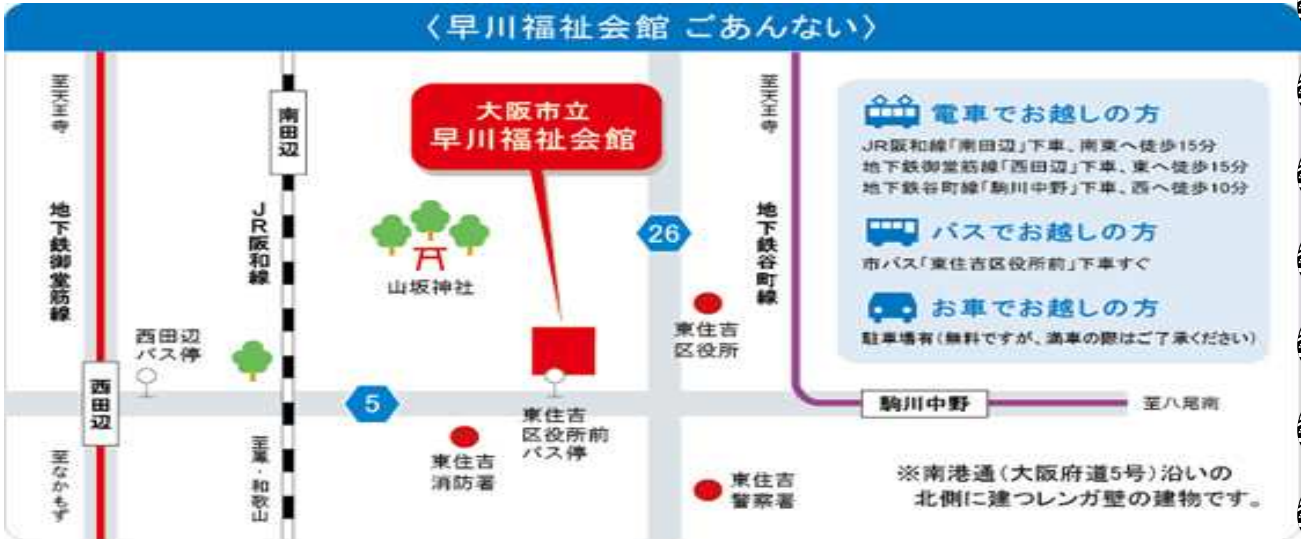 〈早川福祉会館 ごあんない〉
至天王寺
地下鉄御堂筋線
西田辺
至なかもず
西田辺
バス停
南田辺
JR阪和線
至鳳・和歌山
5
大阪市立
早川福祉会館
山坂神社
東住吉
消防署
東住吉
区役所前
バス停
26
東住吉
区役所
東住吉
警察署
至天王寺
地下鉄谷町線
駒川中野
至八尾南
電車でお越しの方
JR阪和線「南田辺」下車、南東へ徒歩15分
地下鉄御堂筋線「西田辺」下車、東へ徒歩15分
地下鉄谷町線「駒川中野」下車、西へ徒歩10分
バスでお越しの方
市バス「東住吉区役所前」下車すぐ
お車でお越しの方
駐車場有(無料ですが、満車の際はご了承ください)
※南港通(大阪府道5号)沿いの
北側に建つレンガ壁の建物です。